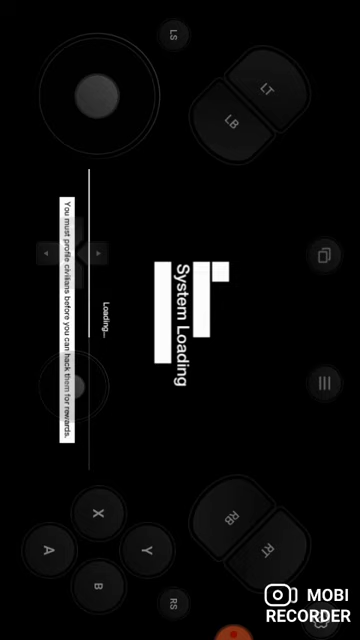 LS
LT
LB
System Loading
Loading...
You must profile civilians before you can hack them for rewards.
X
Y
A
B
RB
RT
RS
MOBI
RECORDER